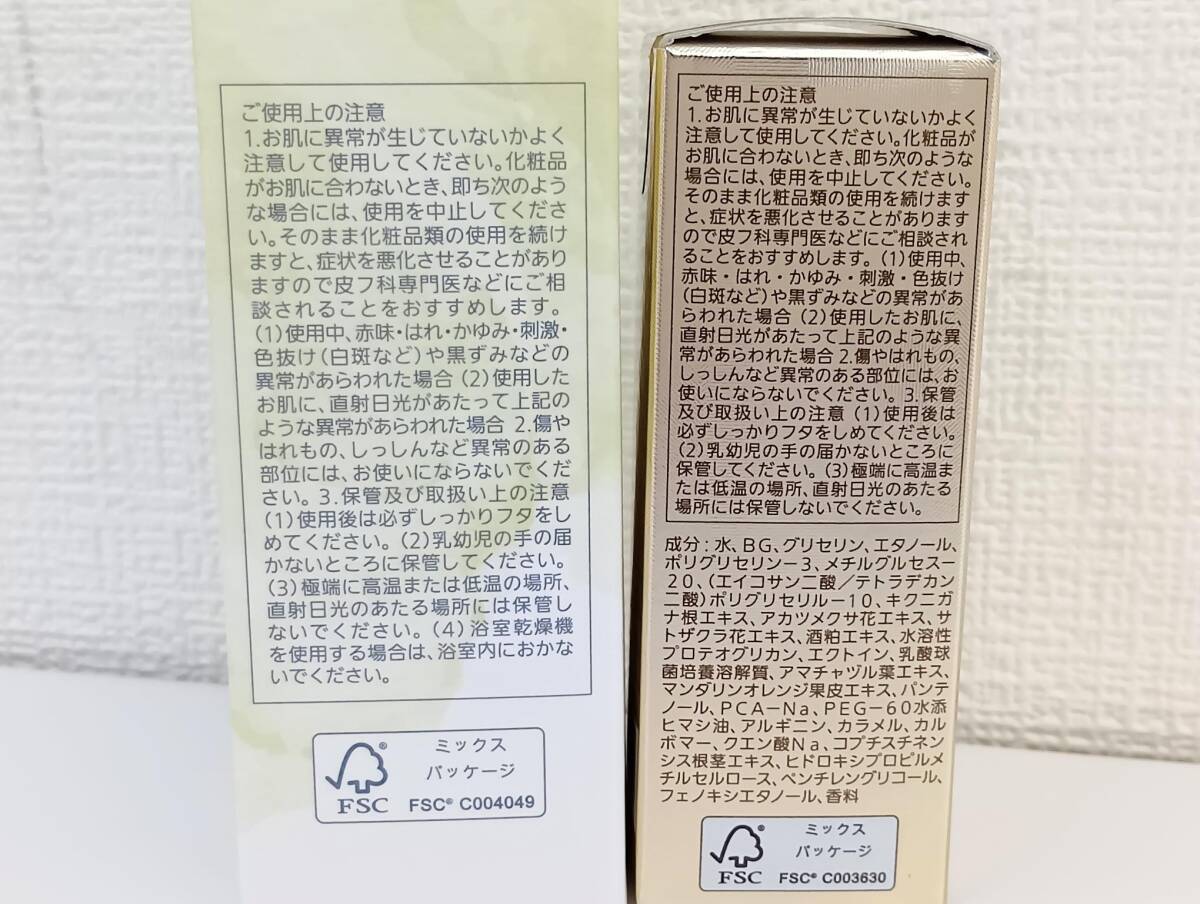 ご使用上の注意
1.お肌に異常が生じていないかよく
注意して使用してください。化粧品
がお肌に合わないとき、即ち次のよう
な場合には、使用を中止してくださ
い。そのまま化粧品類の使用を続け
ますと、症状を悪化させることがあり
ますので皮フ科専門医などにご相
談されることをおすすめします。
(1)使用中、赤味・はれ・かゆみ・刺激・
色抜け(白斑など)や黒ずみなどの
異常があらわれた場合(2)使用した
お肌に、直射日光があたって上記の
ような異常があらわれた場合 2.傷や
はれもの、しっしんなど異常のある
部位には、お使いにならないでくだ
さい。3.保管及び取扱い上の注意
(1)使用後は必ずしっかりフタをし
めてください。(2)乳幼児の手の届
かないところに保管してください。
(3)極端に高温または低温の場所、
直射日光のあたる場所には保管し
ないでください。(4)浴室乾燥機
を使用する場合は、浴室内におかな
いでください。
ミックス
パッケージ
FSC
FSC® C004049
ご使用上の注意
1.お肌に異常が生じていないかよく
注意して使用してください。化粧品が
お肌に合わないとき、即ち次のような
場合には、使用を中止してください。
そのまま化粧品類の使用を続けます
と、症状を悪化させることがあります
ので皮フ科専門医などにご相談され
ることをおすすめします。(1)使用中、
赤味・はれ・かゆみ・刺激・色抜け
(白斑など)や黒ずみなどの異常があ
らわれた場合(2)使用したお肌に、
直射日光があたって上記のような異
常があらわれた場合 2.傷やはれもの、
しっしんなど異常のある部位には、お
使いにならないでください。3.保管
及び取扱い上の注意(1)使用後は
必ずしっかりフタをしめてください。
(2)乳幼児の手の届かないところに
保管してください。(3)極端に高温ま
たは低温の場所、直射日光のあたる
場所には保管しないでください。
成分:水、BG、グリセリン、エタノール、
ポリグリセリン-3、メチルグルセス-
20、(エイコサン二酸/テトラデカン
二酸)ポリグリセリル-10、キクニガ
ナ根エキス、アカツメクサ花エキス、サ
トザクラ花エキス、酒粕エキス、水溶性
プロテオグリカン、エクトイン、乳酸球
菌培養溶解質、アマチャヅル葉エキス、
マンダリンオレンジ果皮エキス、パンテ
ノール、PCA-Na、PEG-60水添
ヒマシ油、アルギニン、カラメル、カル
ボマー、クエン酸Na、コプチスチネン
シス根茎エキス、ヒドロキシプロピルメ
チルセルロース、ペンチレングリコール、
フェノキシエタノール、香料
ミックス
パッケージ
FSC
FSC® C003630